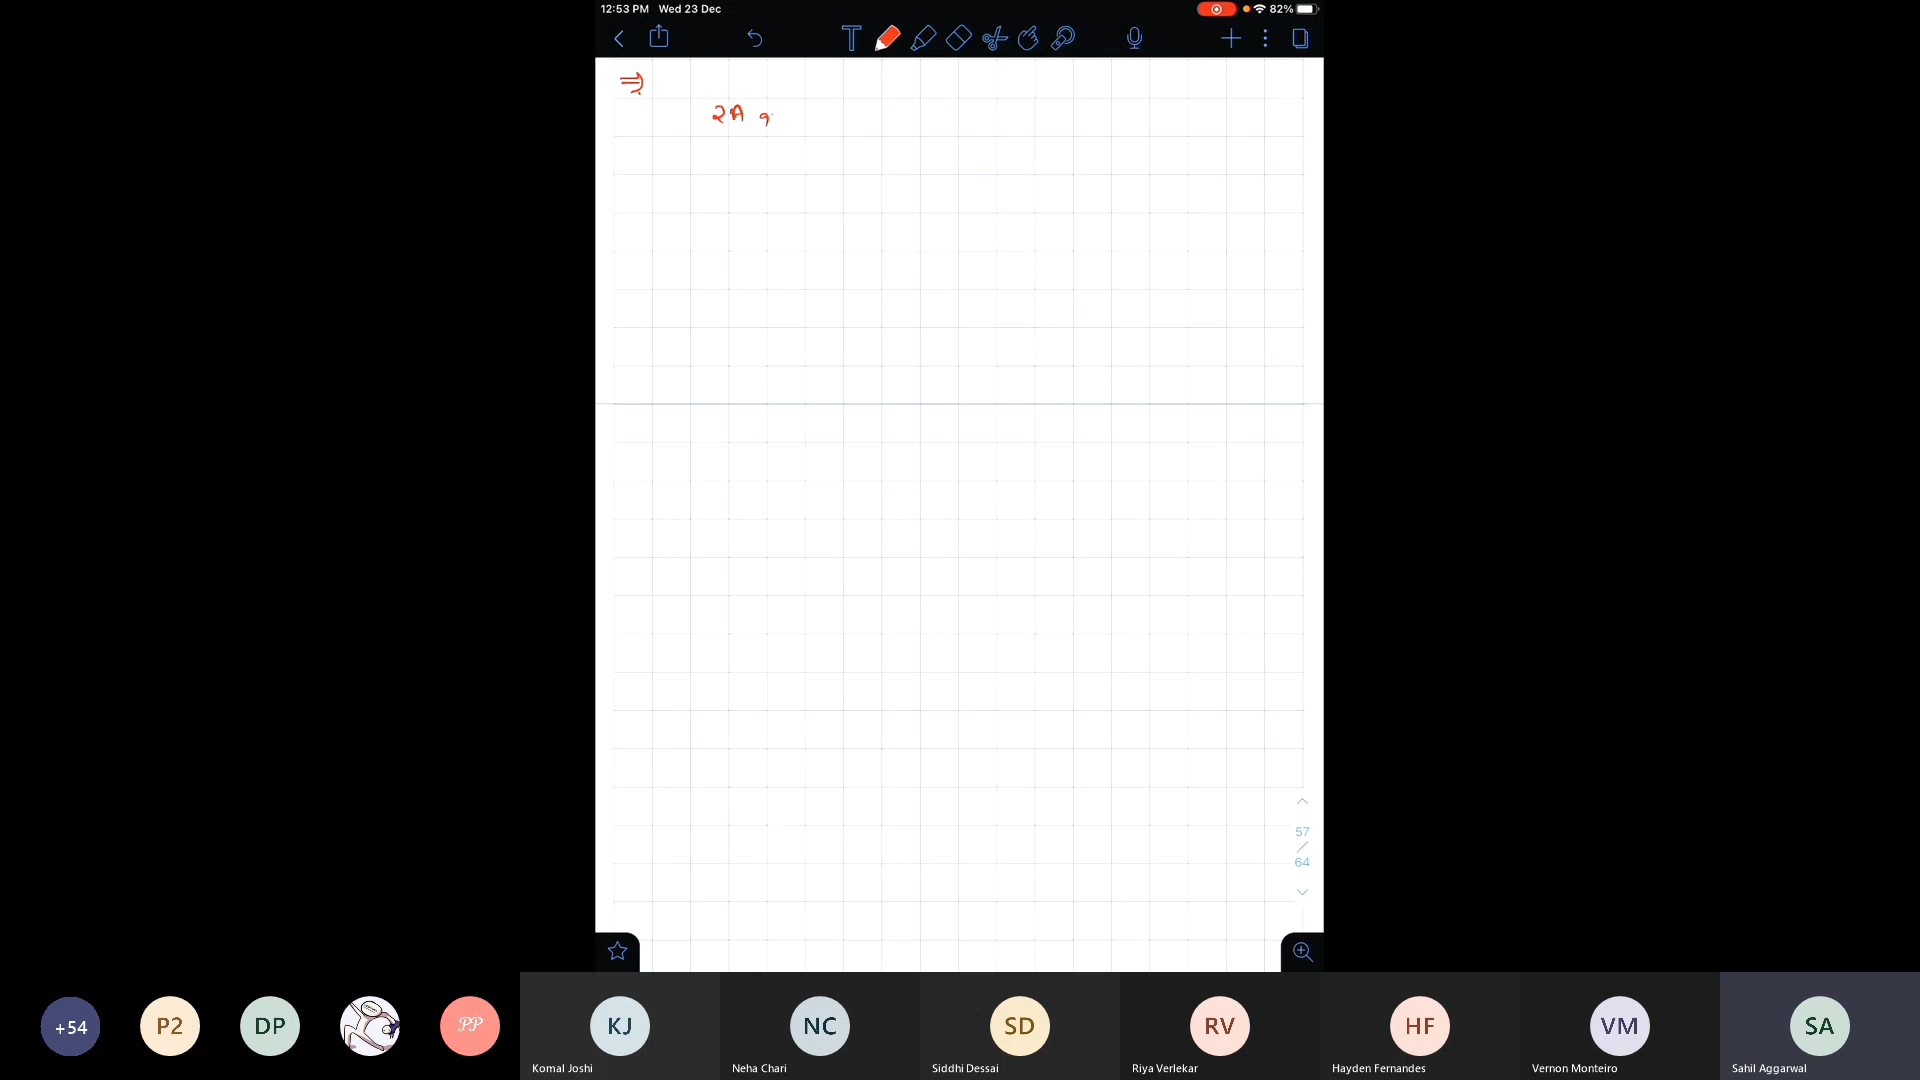 12:53 PM Wed 23 Dec 82%
T
⇒
2A
57
/
64
+54 P2 DP PP KJ NC SD RV HF VM SA
Komal Joshi Neha Chari Siddhi Dessai Riya Verlekar Hayden Fernandes Vernon Monteiro Sahil Aggarwal